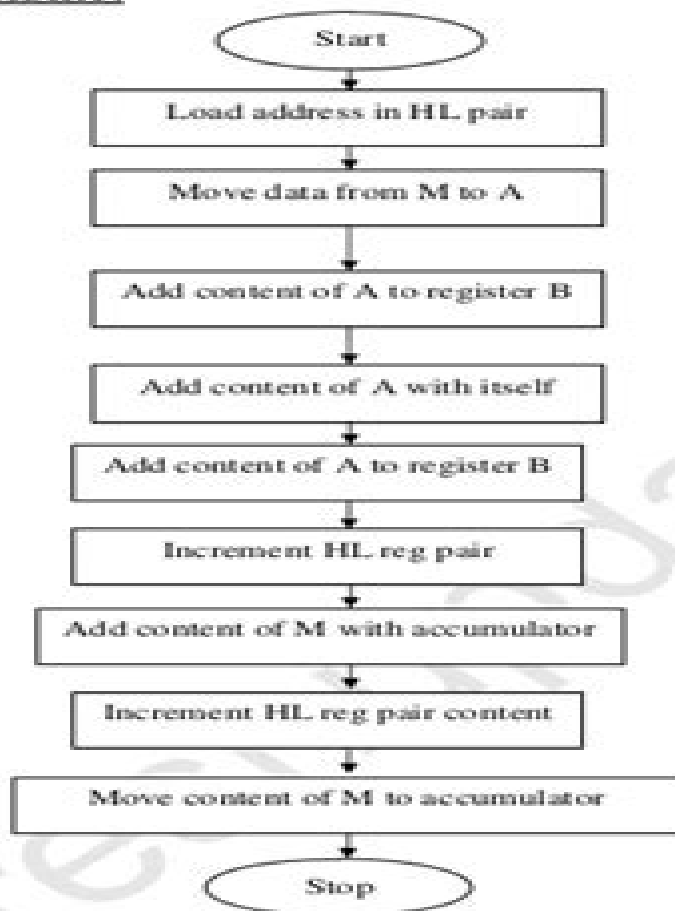 Start
Load address in HL pair
Move data from M to A
Add content of A to register B
Add content of A with itself
Add content of A to register B
Increment HL reg pair
Add content of M with accumulator
Increment HL reg pair content
Move content of M to accumulator
Stop